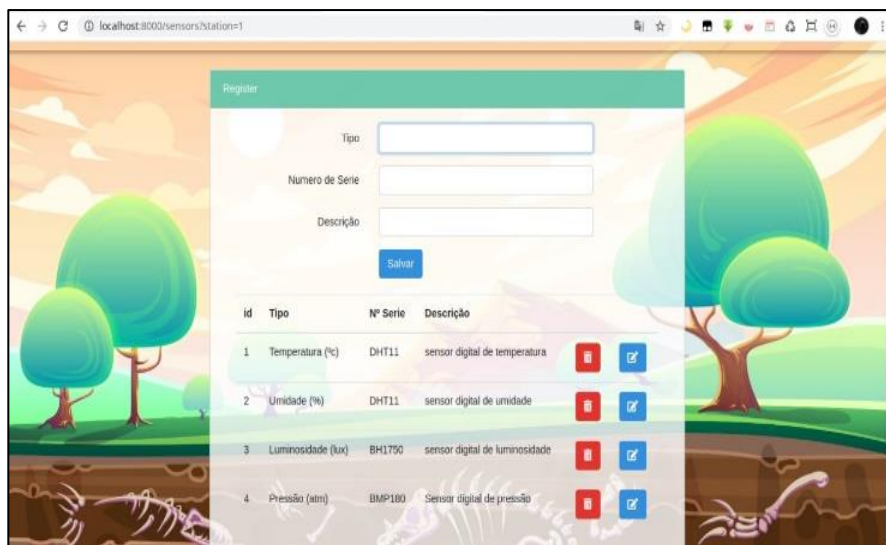 localhost:8000/sensors?station=1
Register
Tipo
Numero de Serie
Descrição
Salvar
id Tipo Nº Serie Descrição
1 Temperatura (ºc) DHT11 sensor digital de temperatura
2 Umidade (%) DHT11 sensor digital de umidade
3 Luminosidade (lux) BH1750 sensor digital de luminosidade
4 Pressão (atm) BMP180 Sensor digital de pressão